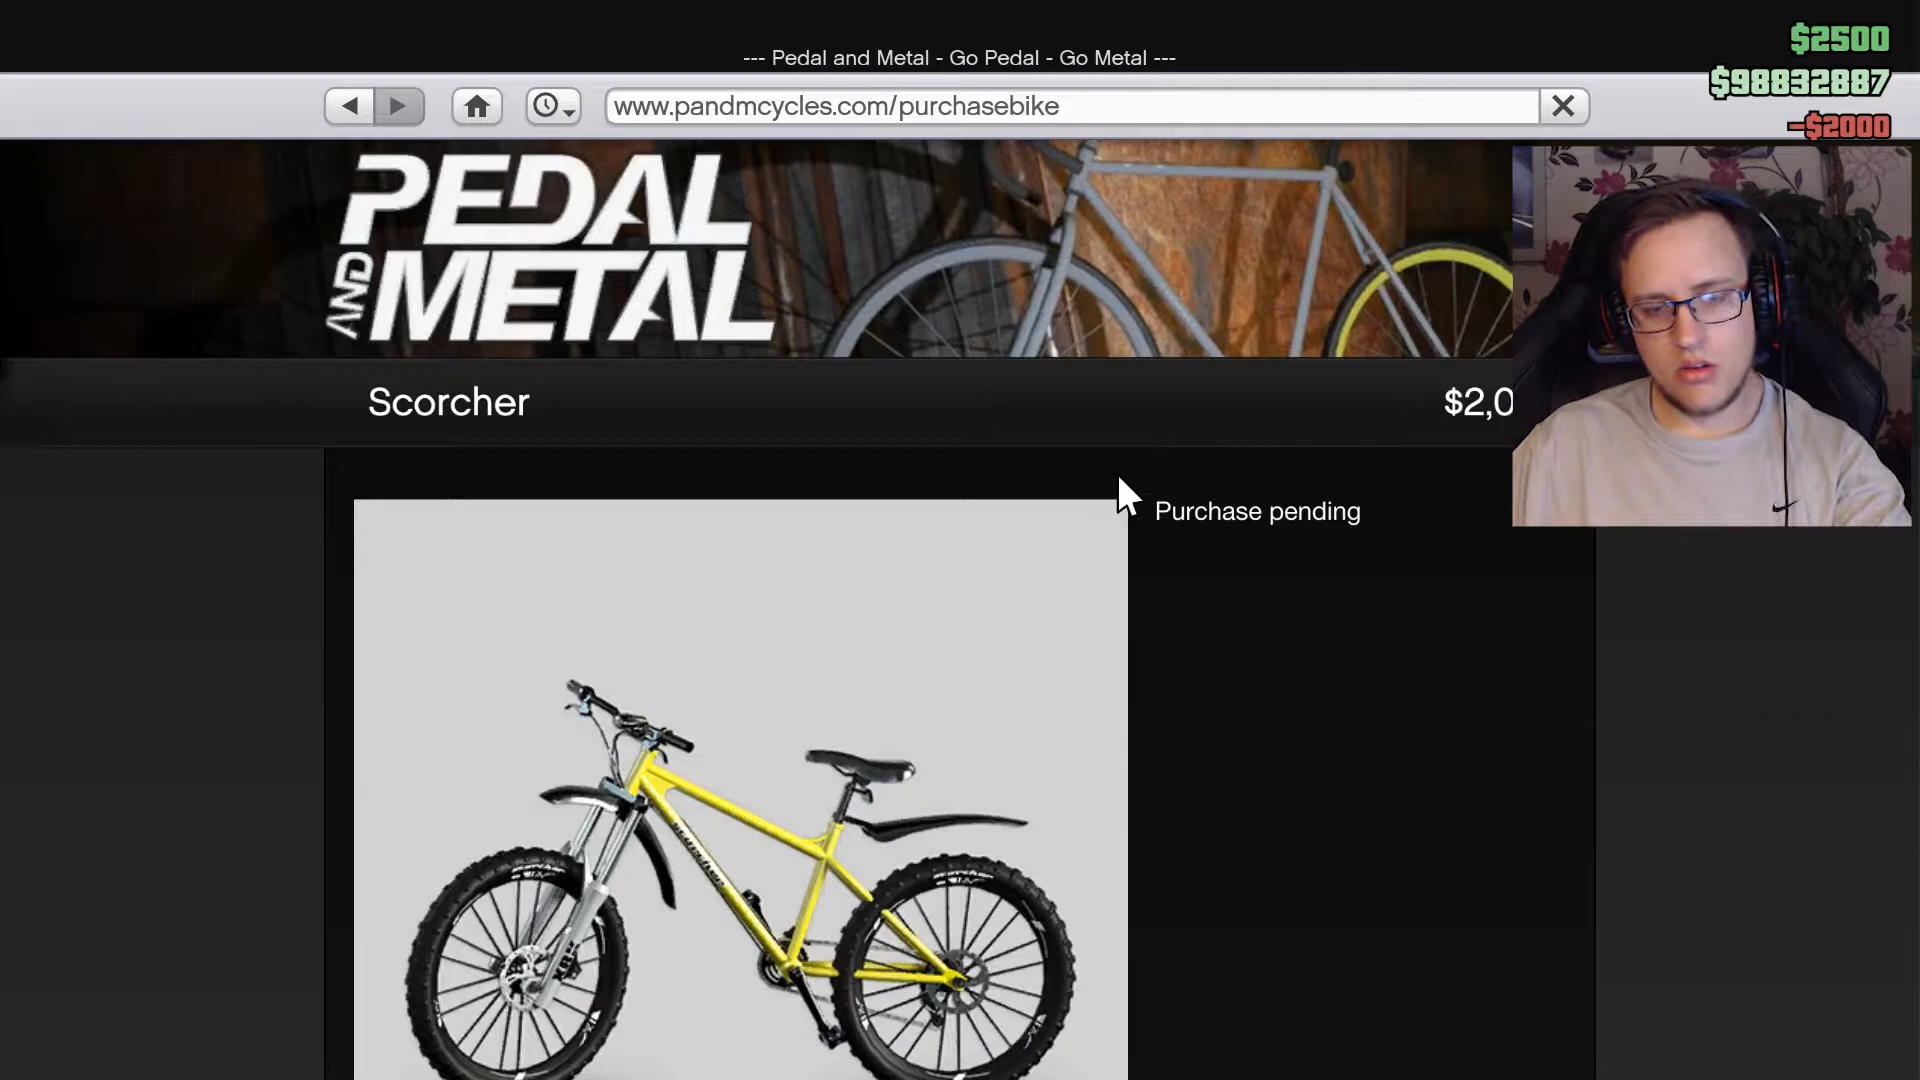 $2500
--- Pedal and Metal - Go Pedal - Go Metal ---
$98832887
www.pandmcycles.com/purchasebike
-$2000
PEDAL
AND METAL
Scorcher
$2,0
Purchase pending